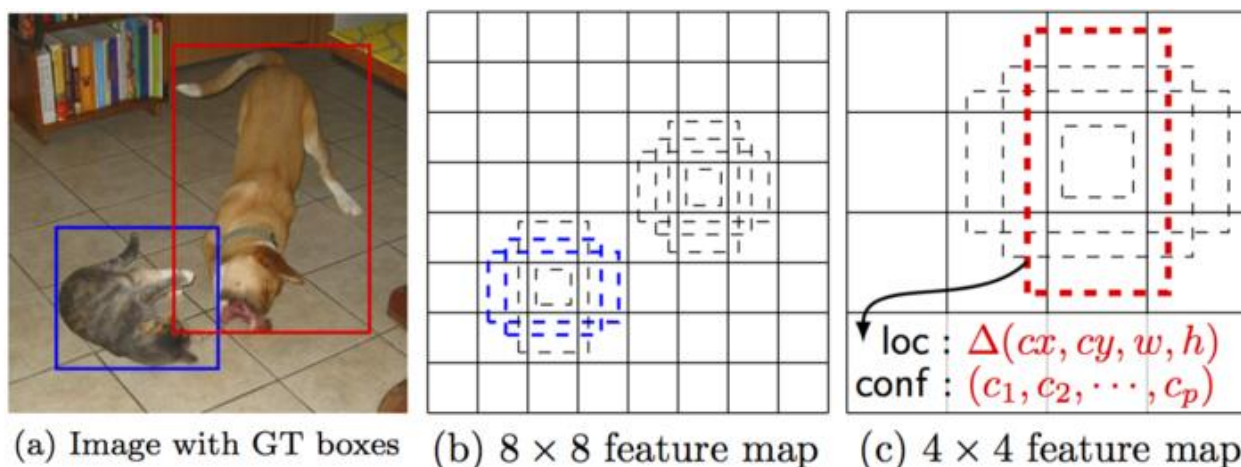 loc : Δ(cx, cy, w, h)
conf : (c₁, c₂, ⋯, cₚ)
(a) Image with GT boxes
(b) 8 × 8 feature map
(c) 4 × 4 feature map